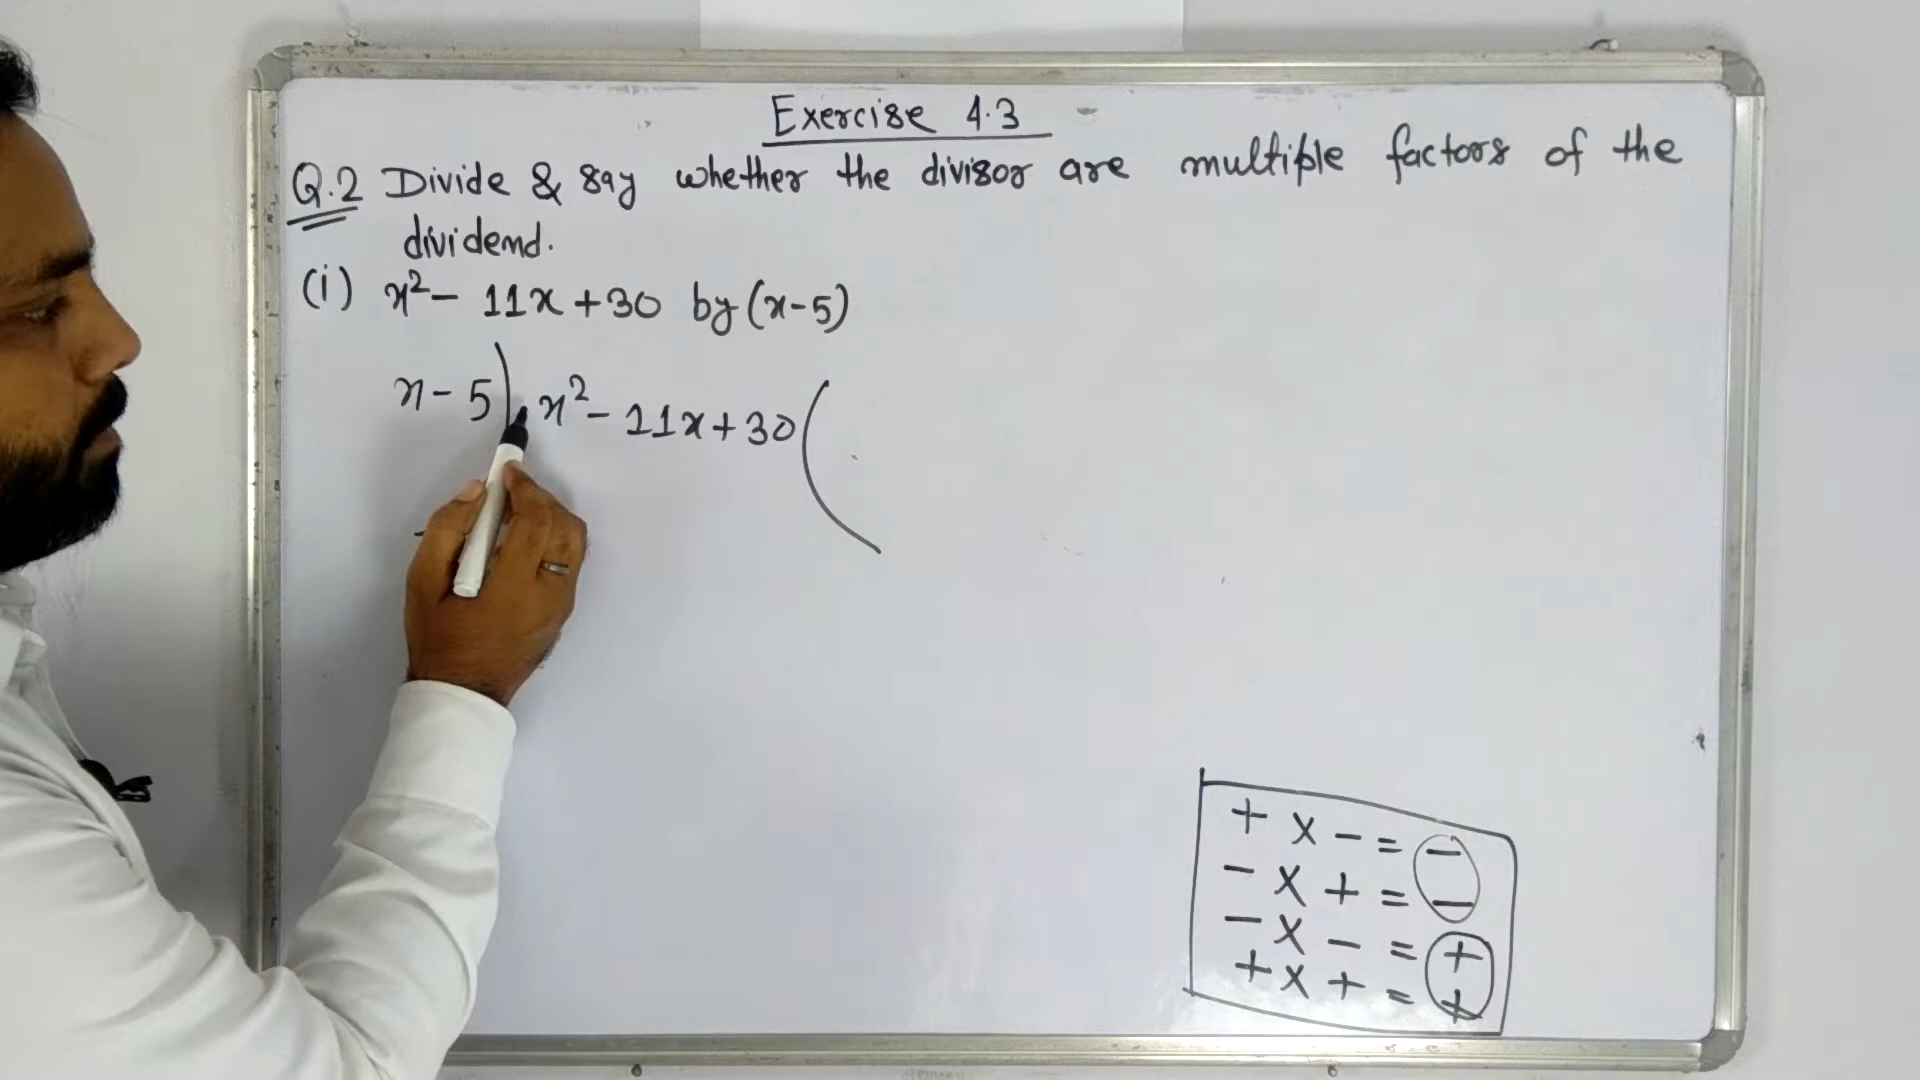 Exercise 4.3
Q.2 Divide & say whether the divisor are multiple factors of the
dividend.
(i) x² - 11x + 30 by (x-5)
x - 5) x² - 11x + 30 (
+ x - = -
- x + = -
- x - = +
+ x + = +